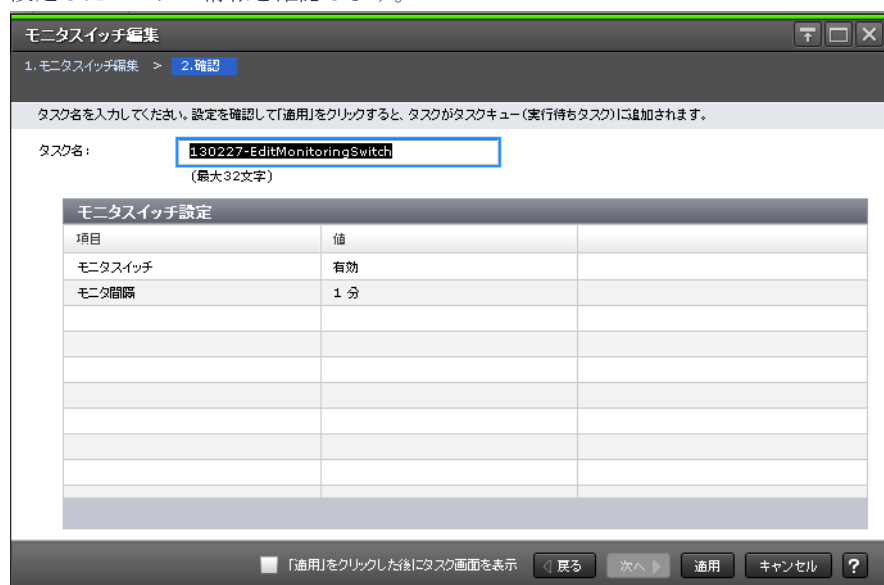 モニタスイッチ編集
1.モニタスイッチ編集 > 2.確認
タスク名を入力してください。設定を確認して「適用」をクリックすると、タスクがタスクキュー(実行待ちタスク)に追加されます。
タスク名: 130227-EditMonitoringSwitch
(最大32文字)
モニタスイッチ設定
項目 値
モニタスイッチ 有効
モニタ間隔 1 分
「適用」をクリックした後にタスク画面を表示 戻る 次へ 適用 キャンセル ?